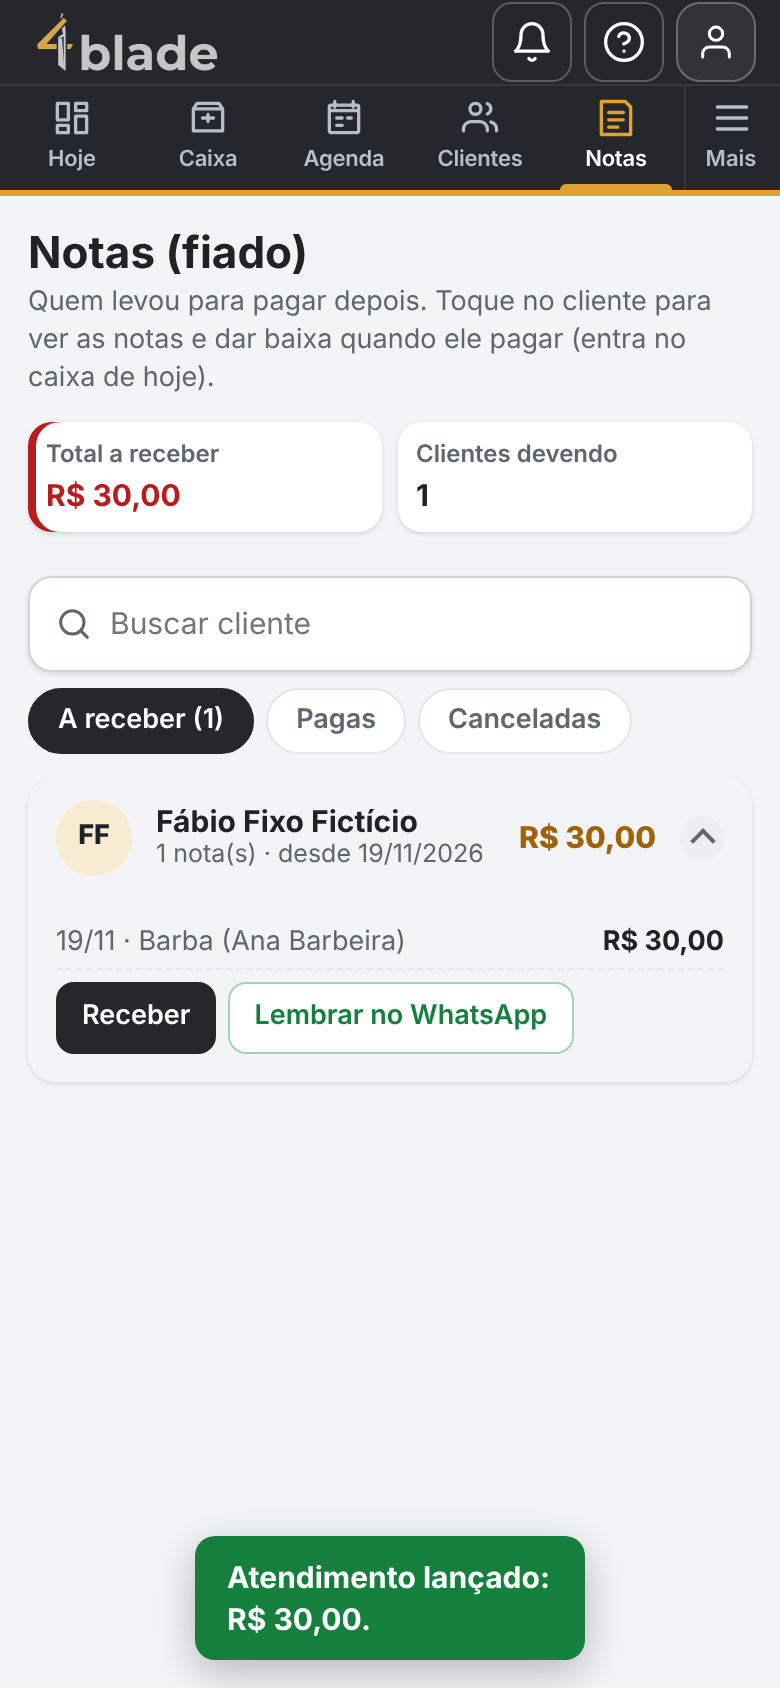 4blade
Hoje
Caixa
Agenda
Clientes
Notas
Mais
Notas (fiado)
Quem levou para pagar depois. Toque no cliente para
ver as notas e dar baixa quando ele pagar (entra no
caixa de hoje).
Total a receber
R$ 30,00
Clientes devendo
1
Buscar cliente
A receber (1)
Pagas
Canceladas
FF
Fábio Fixo Fictício
1 nota(s) · desde 19/11/2026
R$ 30,00
19/11 · Barba (Ana Barbeira)
R$ 30,00
Receber
Lembrar no WhatsApp
Atendimento lançado:
R$ 30,00.